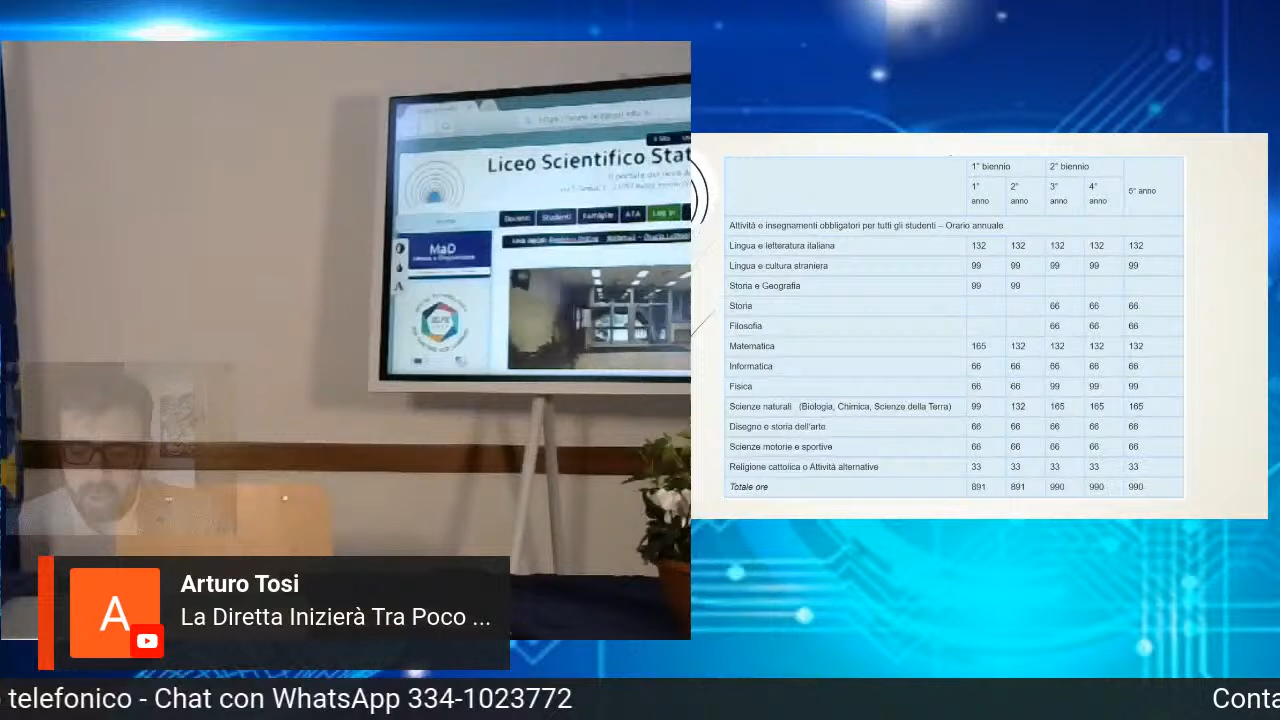 Liceo Scientifico Stat
Docenti Studenti Famiglie ATA Log in
MaD
SELFIE
A
1° biennio 2° biennio
1° anno 2° anno 3° anno 4° anno 5° anno
Attività e insegnamenti obbligatori per tutti gli studenti – Orario annuale
Lingua e letteratura italiana 132 132 132 132 132
Lingua e cultura straniera 99 99 99 99 99
Storia e Geografia 99 99
Storia 66 66 66
Filosofia 66 66 66
Matematica 165 132 132 132 132
Informatica 66 66 66 66 66
Fisica 66 66 99 99 99
Scienze naturali (Biologia, Chimica, Scienze della Terra) 99 132 165 165 165
Disegno e storia dell'arte 66 66 66 66 66
Scienze motorie e sportive 66 66 66 66 66
Religione cattolica o Attività alternative 33 33 33 33 33
Totale ore 891 891 990 990 990
A
Arturo Tosi
La Diretta Inizierà Tra Poco ...
telefonico - Chat con WhatsApp 334-1023772
Conta